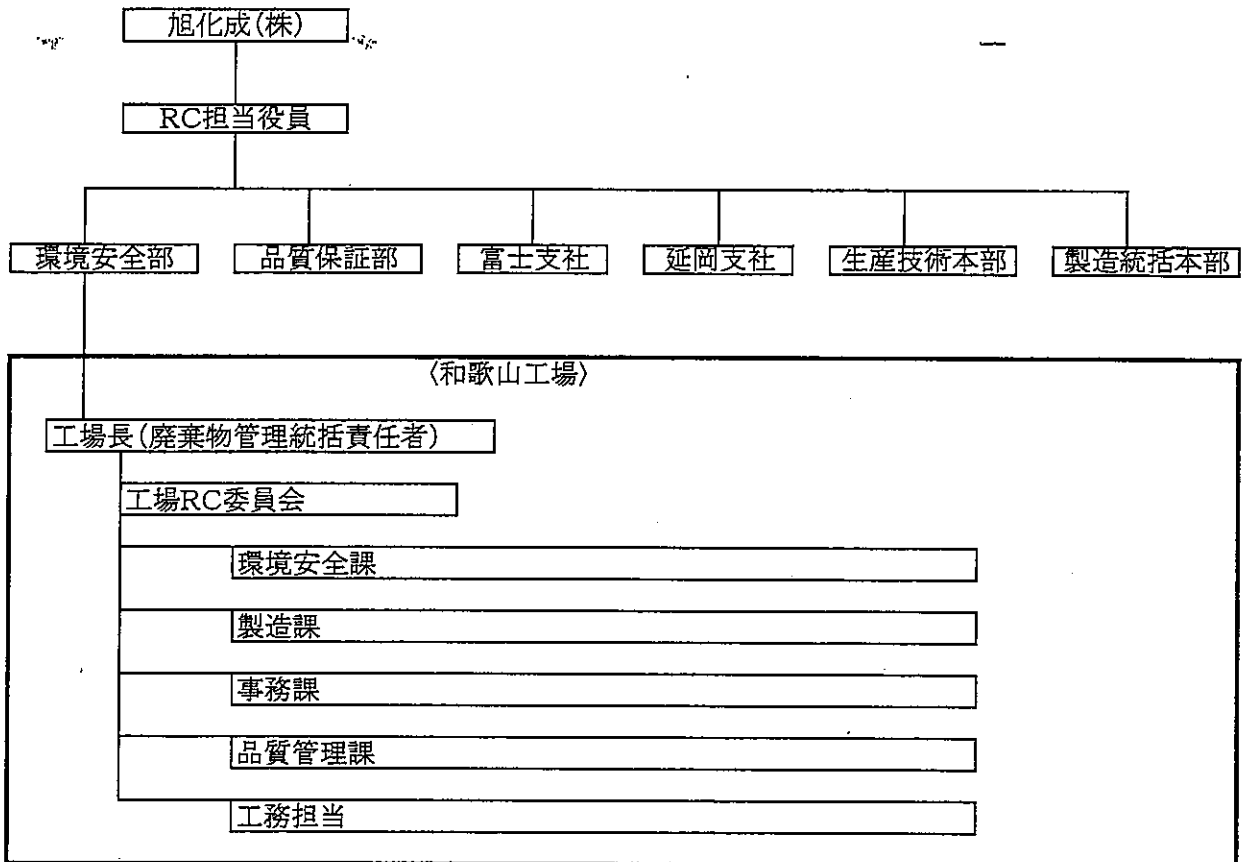 旭化成(株)
RC担当役員
環境安全部 品質保証部 富士支社 延岡支社 生産技術本部 製造統括本部
〈和歌山工場〉
工場長(廃棄物管理統括責任者)
工場RC委員会
環境安全課
製造課
事務課
品質管理課
工務担当